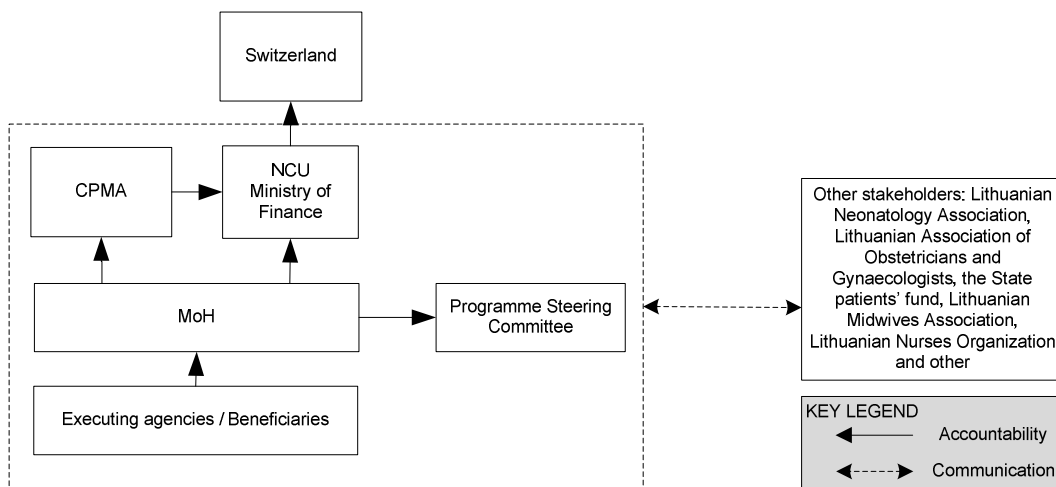 Switzerland
CPMA
NCU
Ministry of
Finance
MoH
Programme Steering
Committee
Executing agencies / Beneficiaries
Other stakeholders: Lithuanian
Neonatology Association,
Lithuanian Association of
Obstetricians and
Gynaecologists, the State
patients' fund, Lithuanian
Midwives Association,
Lithuanian Nurses Organization
and other
KEY LEGEND
Accountability
Communication